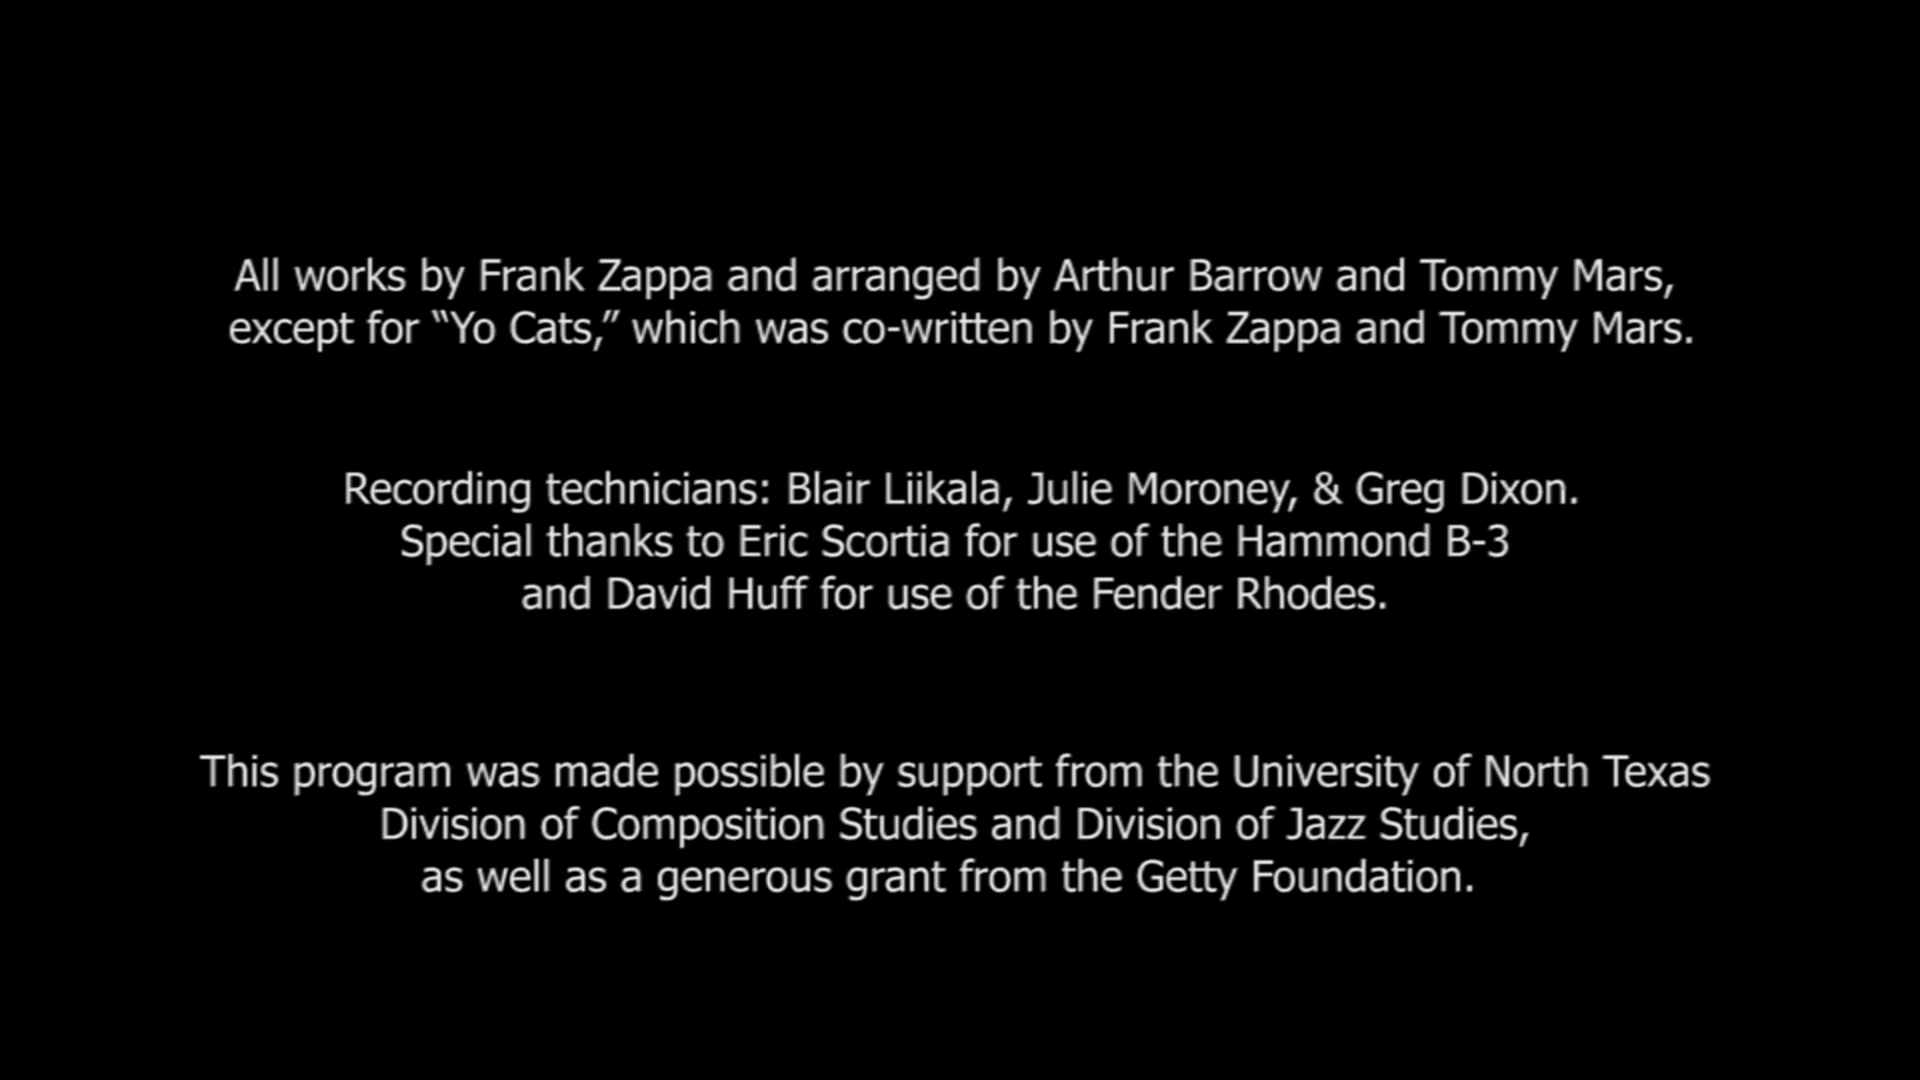 All works by Frank Zappa and arranged by Arthur Barrow and Tommy Mars,
except for “Yo Cats,” which was co-written by Frank Zappa and Tommy Mars.
Recording technicians: Blair Liikala, Julie Moroney, & Greg Dixon.
Special thanks to Eric Scortia for use of the Hammond B-3
and David Huff for use of the Fender Rhodes.
This program was made possible by support from the University of North Texas
Division of Composition Studies and Division of Jazz Studies,
as well as a generous grant from the Getty Foundation.